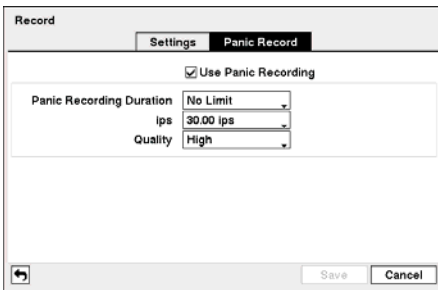 Record
Settings Panic Record
Use Panic Recording
Panic Recording Duration No Limit
ips 30.00 ips
Quality High
Save Cancel